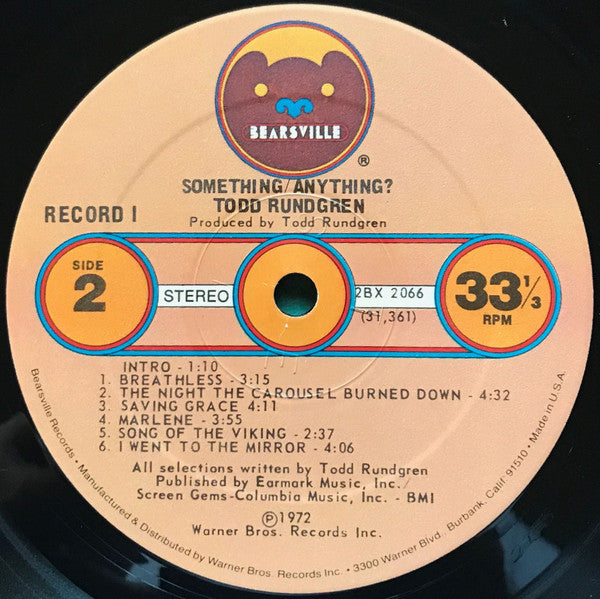 BEARSVILLE
®
SOMETHING/ANYTHING?
TODD RUNDGREN
Produced by Todd Rundgren
RECORD 1
SIDE
2
STEREO
2BX 2066
(31,361)
33 1/3
RPM
INTRO - 1:10
1. BREATHLESS - 3:15
2. THE NIGHT THE CAROUSEL BURNED DOWN - 4:32
3. SAVING GRACE 4:11
4. MARLENE - 3:55
5. SONG OF THE VIKING - 2:37
6. I WENT TO THE MIRROR - 4:06
All selections written by Todd Rundgren
Published by Earmark Music, Inc./
Screen Gems-Columbia Music, Inc. - BMI
Ⓟ1972
Warner Bros. Records Inc.
Bearsville Records • Manufactured & Distributed by Warner Bros. Records Inc. • 3300 Warner Blvd., Burbank, Calif. 91510 • Made in U.S.A.